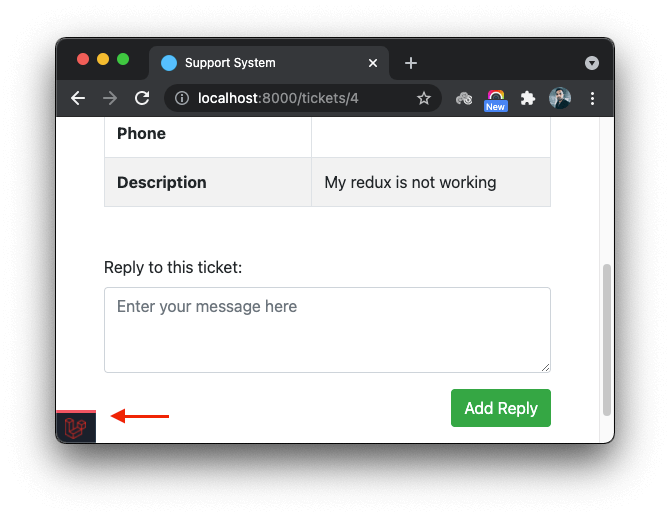 Support System
localhost:8000/tickets/4
New
Phone
Description
My redux is not working
Reply to this ticket:
Enter your message here
Add Reply